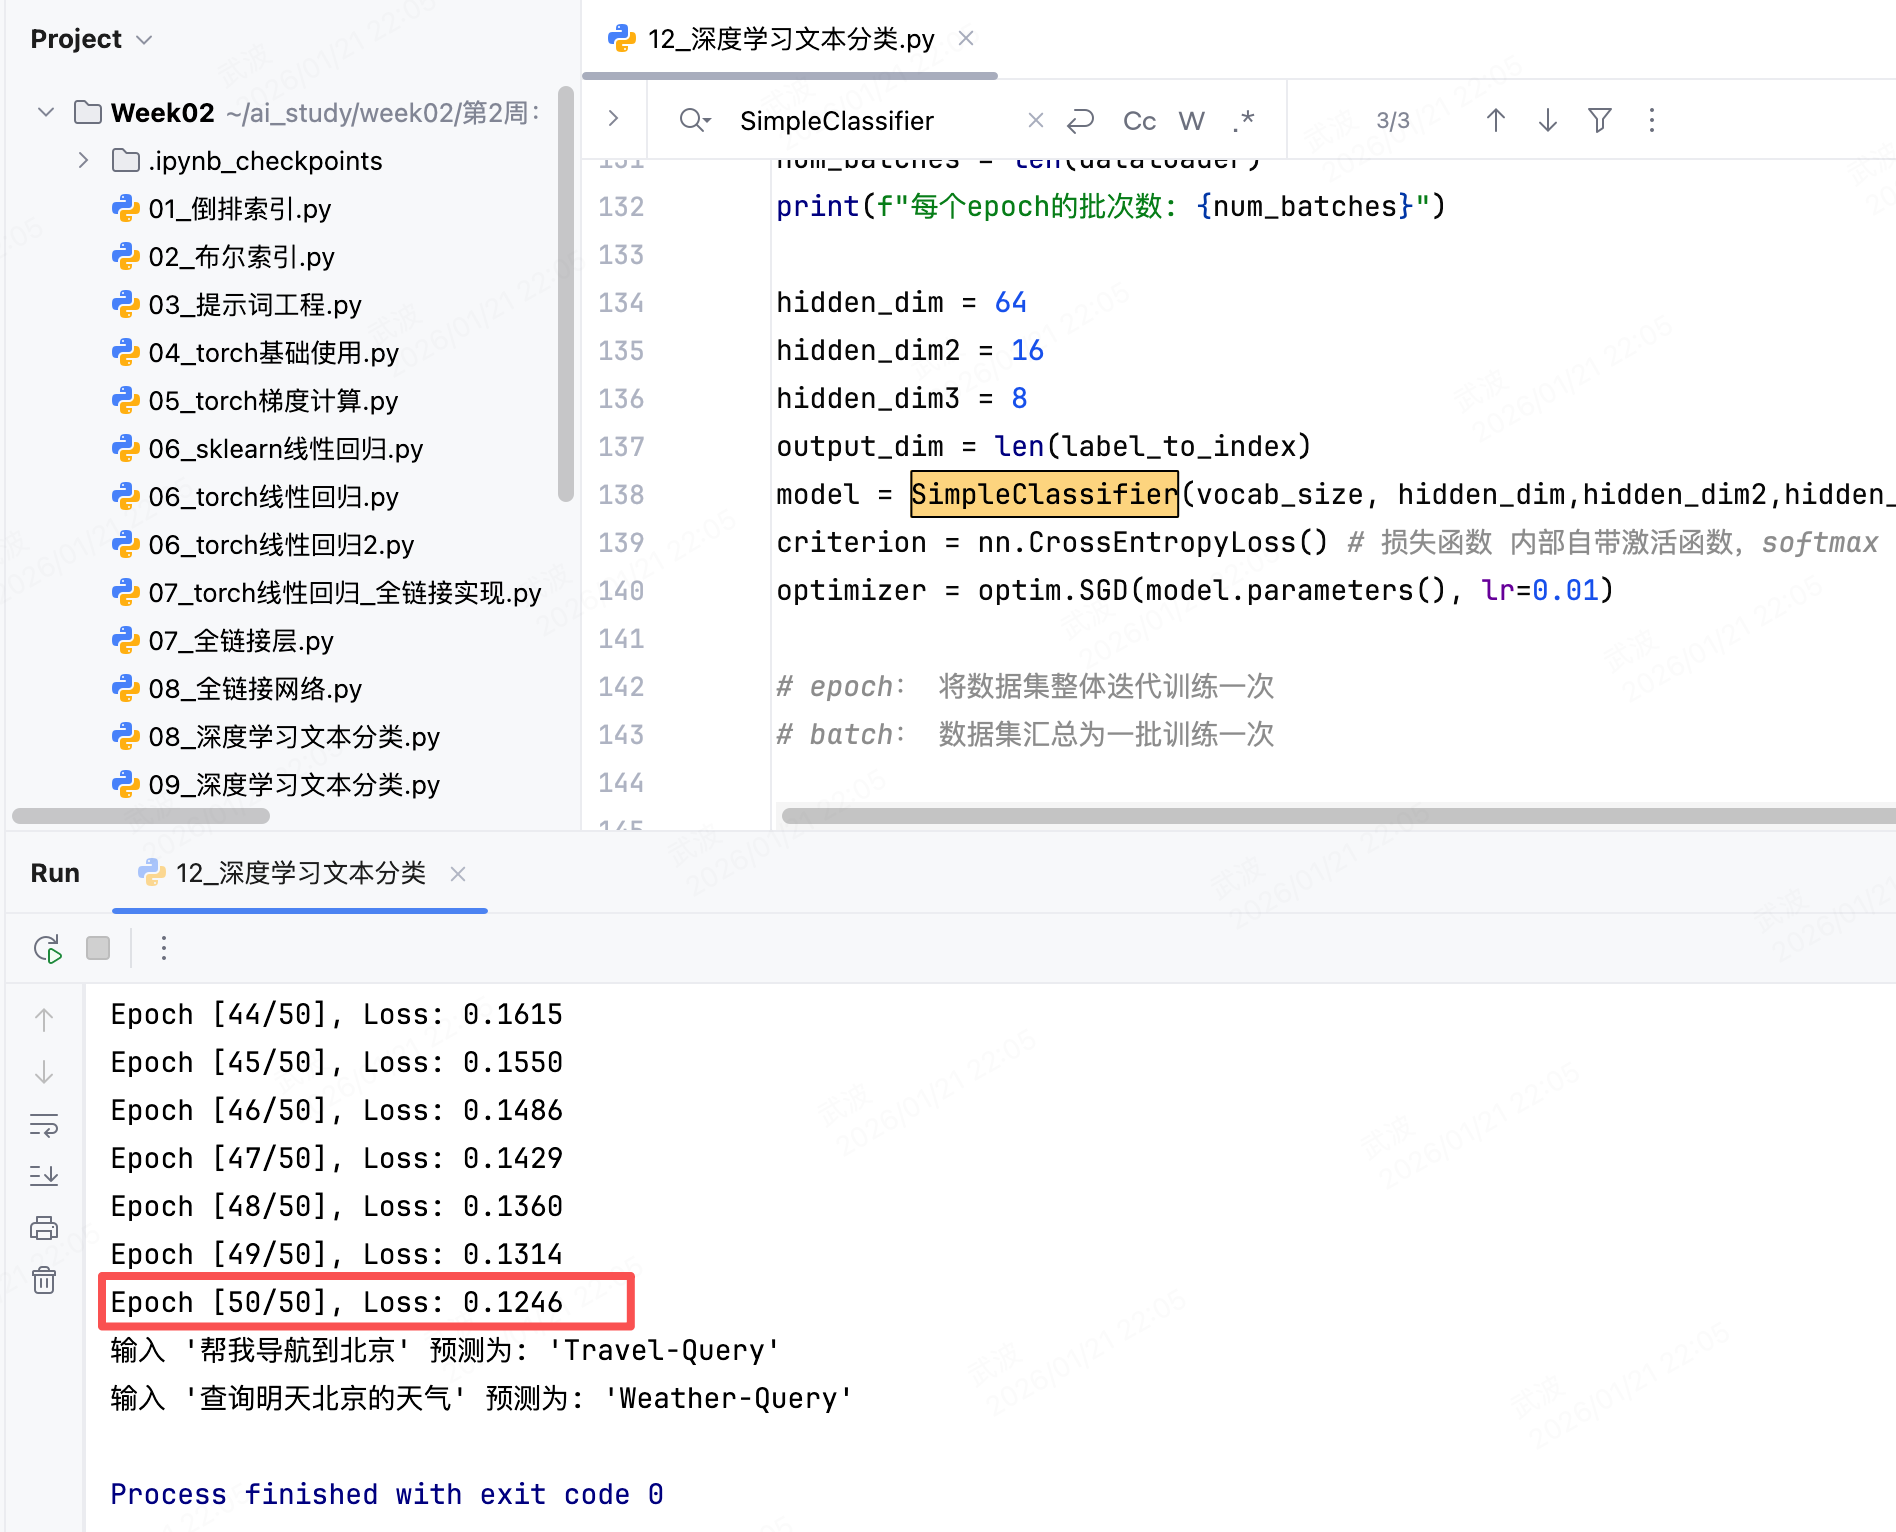 Project
Week02 ~/ai_study/week02/第2周:
.ipynb_checkpoints
01_倒排索引.py
02_布尔索引.py
03_提示词工程.py
04_torch基础使用.py
05_torch梯度计算.py
06_sklearn线性回归.py
06_torch线性回归.py
06_torch线性回归2.py
07_torch线性回归_全链接实现.py
07_全链接层.py
08_全链接网络.py
08_深度学习文本分类.py
09_深度学习文本分类.py
12_深度学习文本分类.py
SimpleClassifier Cc W .* 3/3
131 num_batches = len(dataloader)
132 print(f"每个epoch的批次数: {num_batches}")
133
134 hidden_dim = 64
135 hidden_dim2 = 16
136 hidden_dim3 = 8
137 output_dim = len(label_to_index)
138 model = SimpleClassifier(vocab_size, hidden_dim,hidden_dim2,hidden_
139 criterion = nn.CrossEntropyLoss() # 损失函数 内部自带激活函数，softmax
140 optimizer = optim.SGD(model.parameters(), lr=0.01)
141
142 # epoch： 将数据集整体迭代训练一次
143 # batch： 数据集汇总为一批训练一次
144
145
Run 12_深度学习文本分类
Epoch [44/50], Loss: 0.1615
Epoch [45/50], Loss: 0.1550
Epoch [46/50], Loss: 0.1486
Epoch [47/50], Loss: 0.1429
Epoch [48/50], Loss: 0.1360
Epoch [49/50], Loss: 0.1314
Epoch [50/50], Loss: 0.1246
输入 '帮我导航到北京' 预测为: 'Travel-Query'
输入 '查询明天北京的天气' 预测为: 'Weather-Query'
Process finished with exit code 0
武波
2026/01/21 22:05